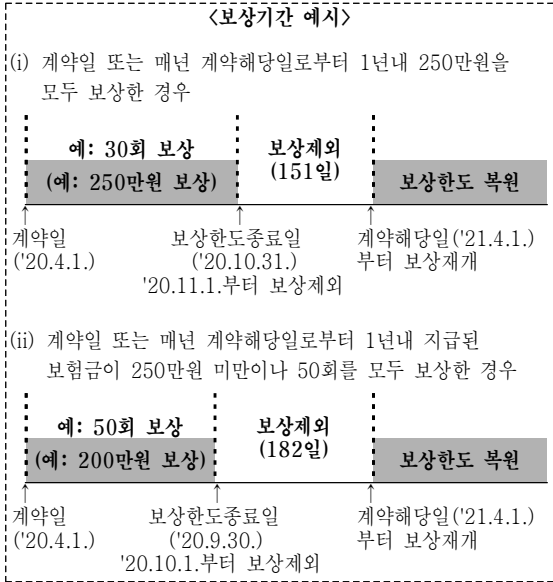 〈보상기간 예시〉
(i) 계약일 또는 매년 계약해당일로부터 1년내 250만원을
모두 보상한 경우
예: 30회 보상
(예: 250만원 보상)
보상제외
(151일)
보상한도 복원
계약일
('20.4.1.)
보상한도종료일
('20.10.31.)
'20.11.1.부터 보상제외
계약해당일('21.4.1.)
부터 보상재개
(ii) 계약일 또는 매년 계약해당일로부터 1년내 지급된
보험금이 250만원 미만이나 50회를 모두 보상한 경우
예: 50회 보상
(예: 200만원 보상)
보상제외
(182일)
보상한도 복원
계약일
('20.4.1.)
보상한도종료일
('20.9.30.)
'20.10.1.부터 보상제외
계약해당일('21.4.1.)
부터 보상재개